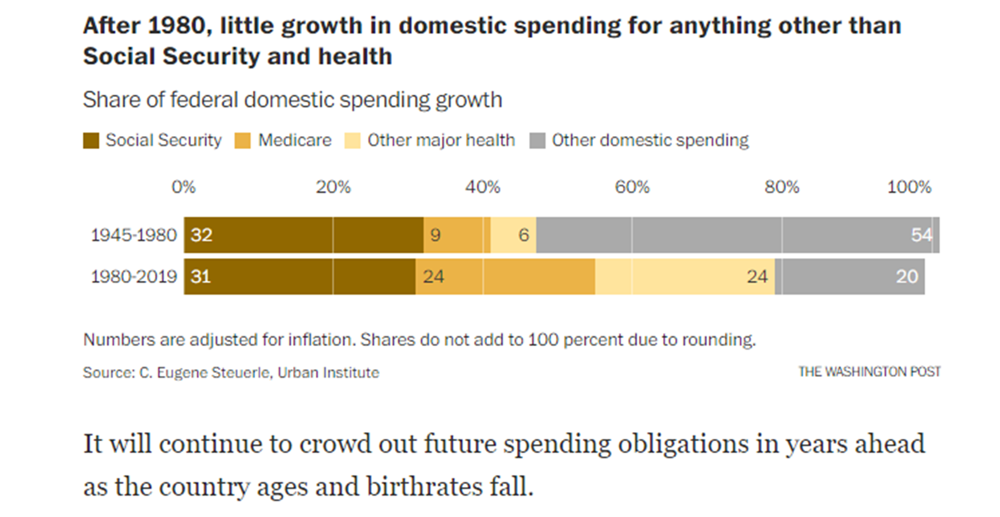 After 1980, little growth in domestic spending for anything other than
Social Security and health
Share of federal domestic spending growth
Social Security Medicare Other major health Other domestic spending
0% 20% 40% 60% 80% 100%
1945-1980 32 9 6 54
1980-2019 31 24 24 20
Numbers are adjusted for inflation. Shares do not add to 100 percent due to rounding.
Source: C. Eugene Steuerle, Urban Institute THE WASHINGTON POST
It will continue to crowd out future spending obligations in years ahead
as the country ages and birthrates fall.